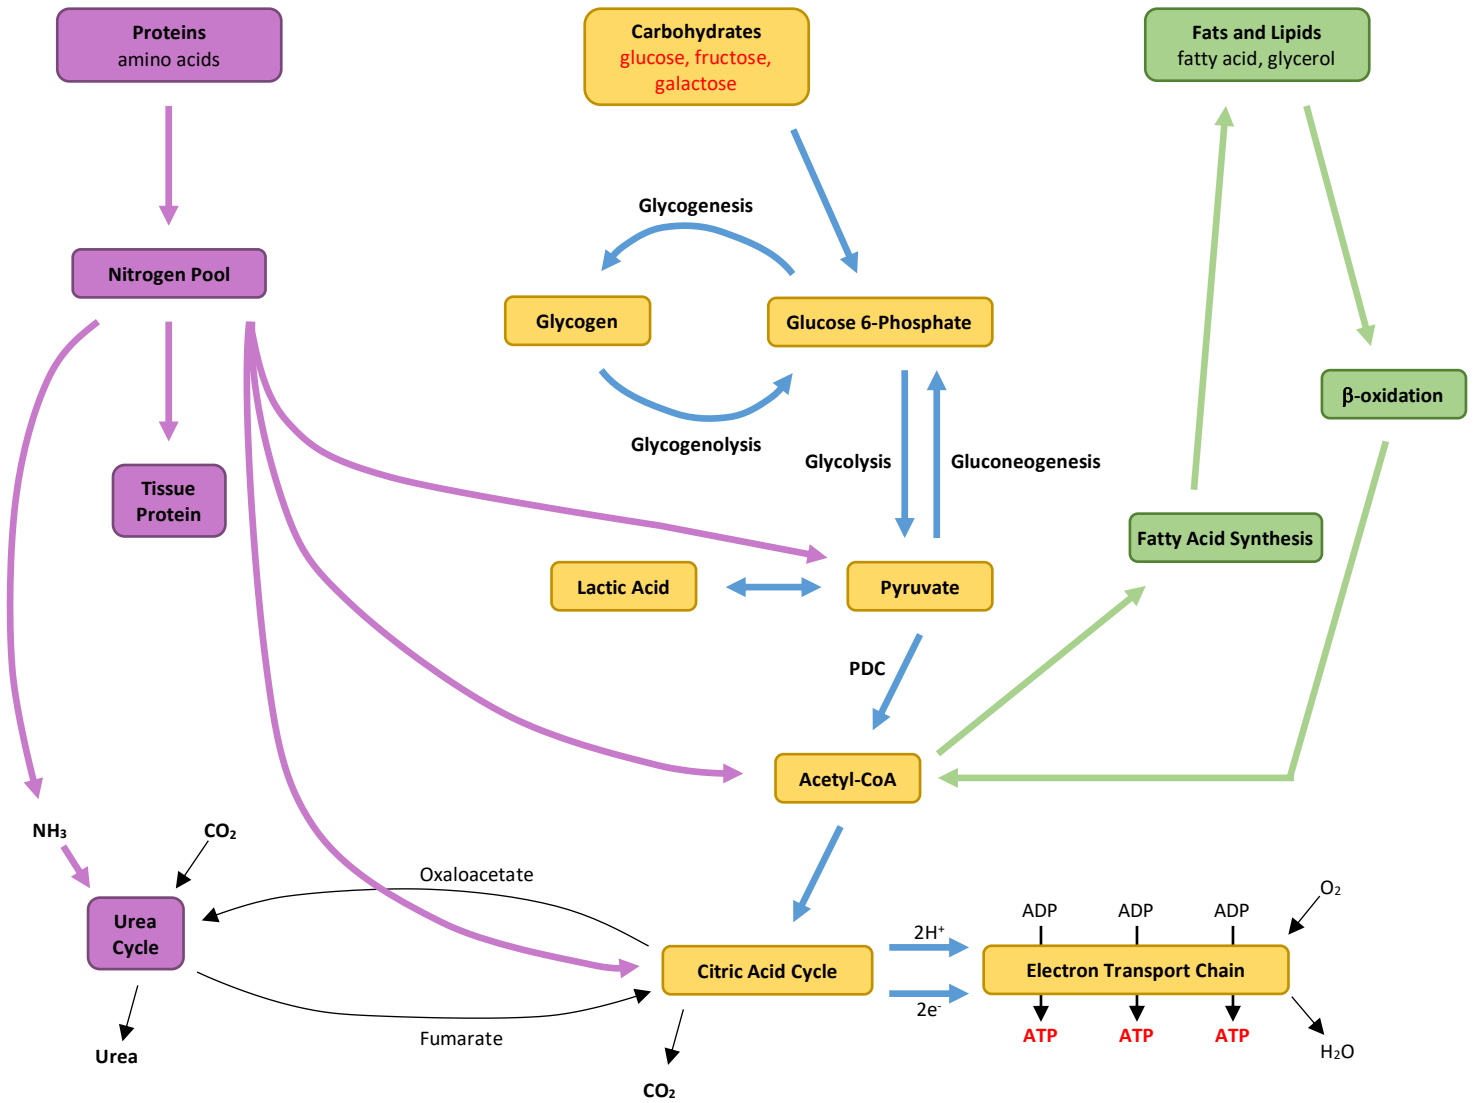 Proteins
amino acids
Carbohydrates
glucose, fructose,
galactose
Fats and Lipids
fatty acid, glycerol
Glycogenesis
Nitrogen Pool
Glycogen
Glucose 6-Phosphate
β-oxidation
Glycogenolysis
Glycolysis
Gluconeogenesis
Tissue
Protein
Fatty Acid Synthesis
Lactic Acid
Pyruvate
PDC
Acetyl-CoA
NH₃
CO₂
Oxaloacetate
O₂
ADP
ADP
ADP
Urea
Cycle
2H⁺
Citric Acid Cycle
Electron Transport Chain
2e⁻
Fumarate
ATP
ATP
ATP
Urea
H₂O
CO₂